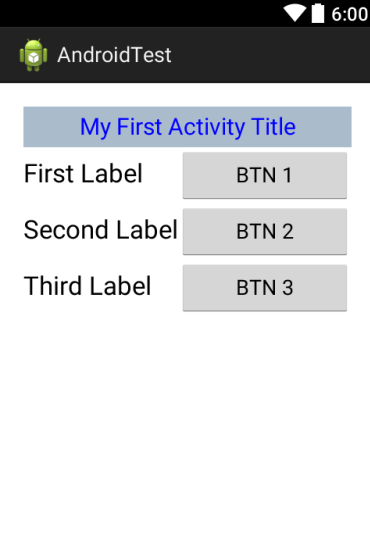 6:00
AndroidTest
My First Activity Title
First Label BTN 1
Second Label BTN 2
Third Label BTN 3